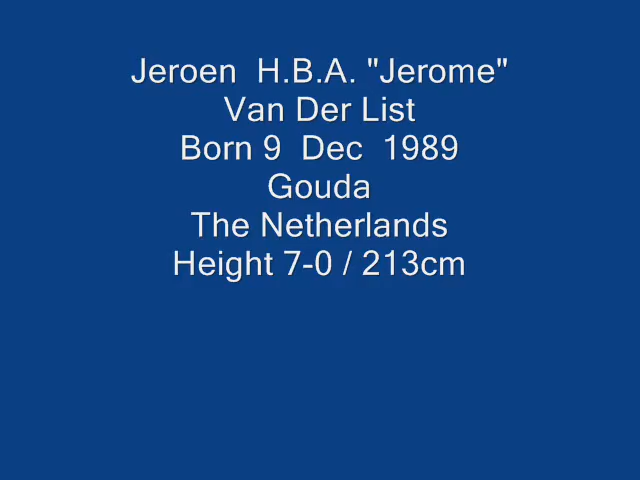 Jeroen  H.B.A. "Jerome"
Van Der List
Born 9  Dec  1989
Gouda
The Netherlands
Height 7-0 / 213cm